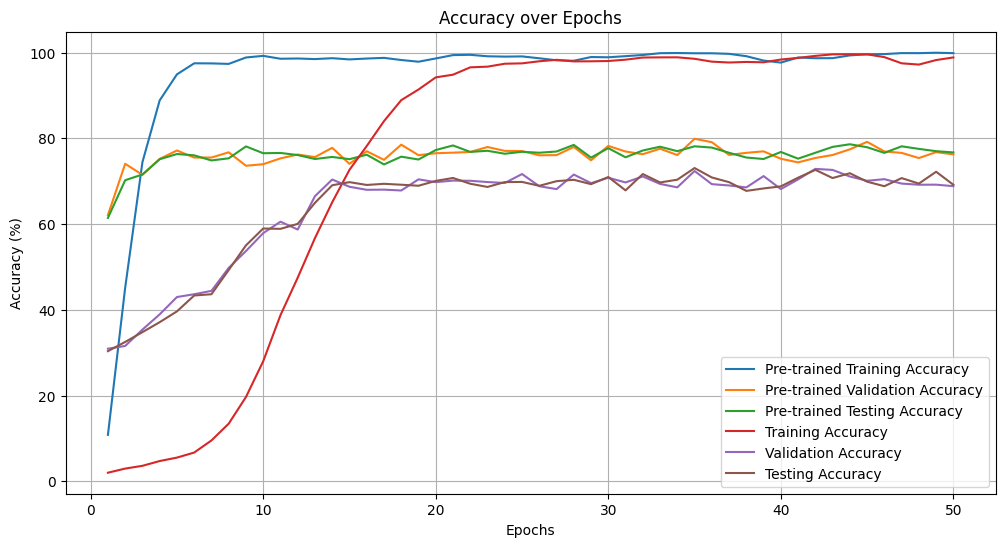 Accuracy over Epochs
Accuracy (%)
100
80
60
40
20
0
0 10 20 30 40 50
Epochs
Pre-trained Training Accuracy
Pre-trained Validation Accuracy
Pre-trained Testing Accuracy
Training Accuracy
Validation Accuracy
Testing Accuracy